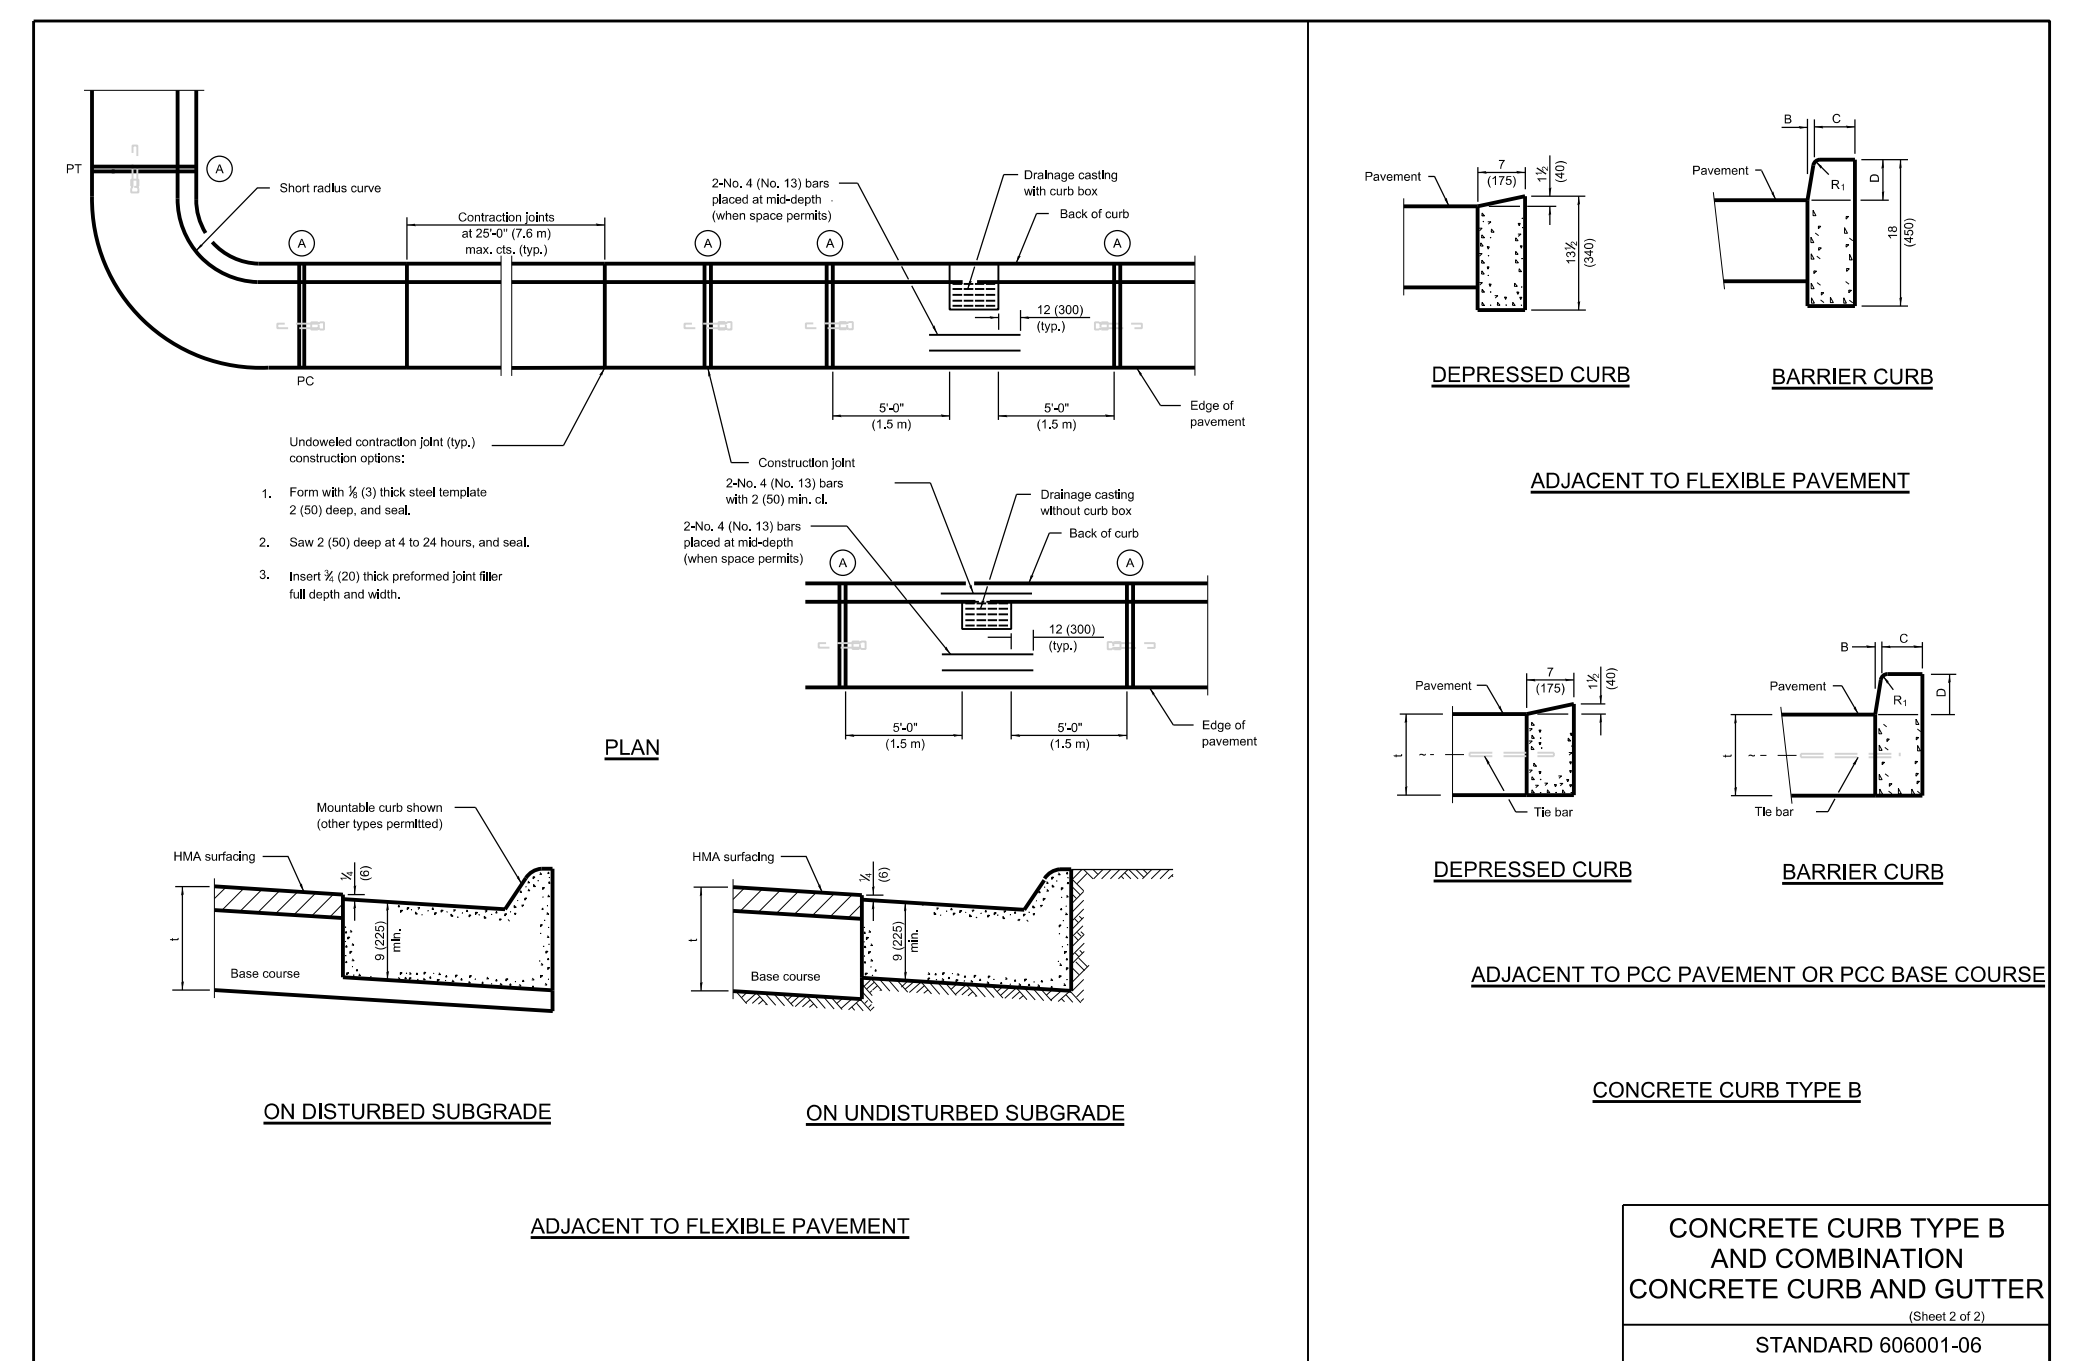 PT
A
Short radius curve
Contraction joints
at 25'-0" (7.6 m)
max. cts. (typ.)
2-No. 4 (No. 13) bars
placed at mid-depth
(when space permits)
Drainage casting
with curb box
Back of curb
A
A
A
A
12 (300)
(typ.)
PC
5'-0"
(1.5 m)
5'-0"
(1.5 m)
Edge of
pavement
Undoweled contraction joint (typ.)
construction options:
1. Form with ⅛ (3) thick steel template
2 (50) deep, and seal.
2. Saw 2 (50) deep at 4 to 24 hours, and seal.
3. Insert ¾ (20) thick preformed joint filler
full depth and width.
Construction joint
2-No. 4 (No. 13) bars
with 2 (50) min. cl.
2-No. 4 (No. 13) bars
placed at mid-depth
(when space permits)
Drainage casting
without curb box
Back of curb
A
A
12 (300)
(typ.)
5'-0"
(1.5 m)
5'-0"
(1.5 m)
Edge of
pavement
PLAN
Mountable curb shown
(other types permitted)
HMA surfacing
¼
(6)
t
9 (225)
min.
Base course
ON DISTURBED SUBGRADE
HMA surfacing
¼
(6)
t
9 (225)
min.
Base course
ON UNDISTURBED SUBGRADE
ADJACENT TO FLEXIBLE PAVEMENT
Pavement
7
(175)
1½
(40)
13½
(340)
DEPRESSED CURB
Pavement
B
C
R1
D
18
(450)
BARRIER CURB
ADJACENT TO FLEXIBLE PAVEMENT
Pavement
7
(175)
1½
(40)
t
Tie bar
DEPRESSED CURB
Pavement
B
C
R1
D
t
Tie bar
BARRIER CURB
ADJACENT TO PCC PAVEMENT OR PCC BASE COURSE
CONCRETE CURB TYPE B
CONCRETE CURB TYPE B
AND COMBINATION
CONCRETE CURB AND GUTTER
(Sheet 2 of 2)
STANDARD 606001-06